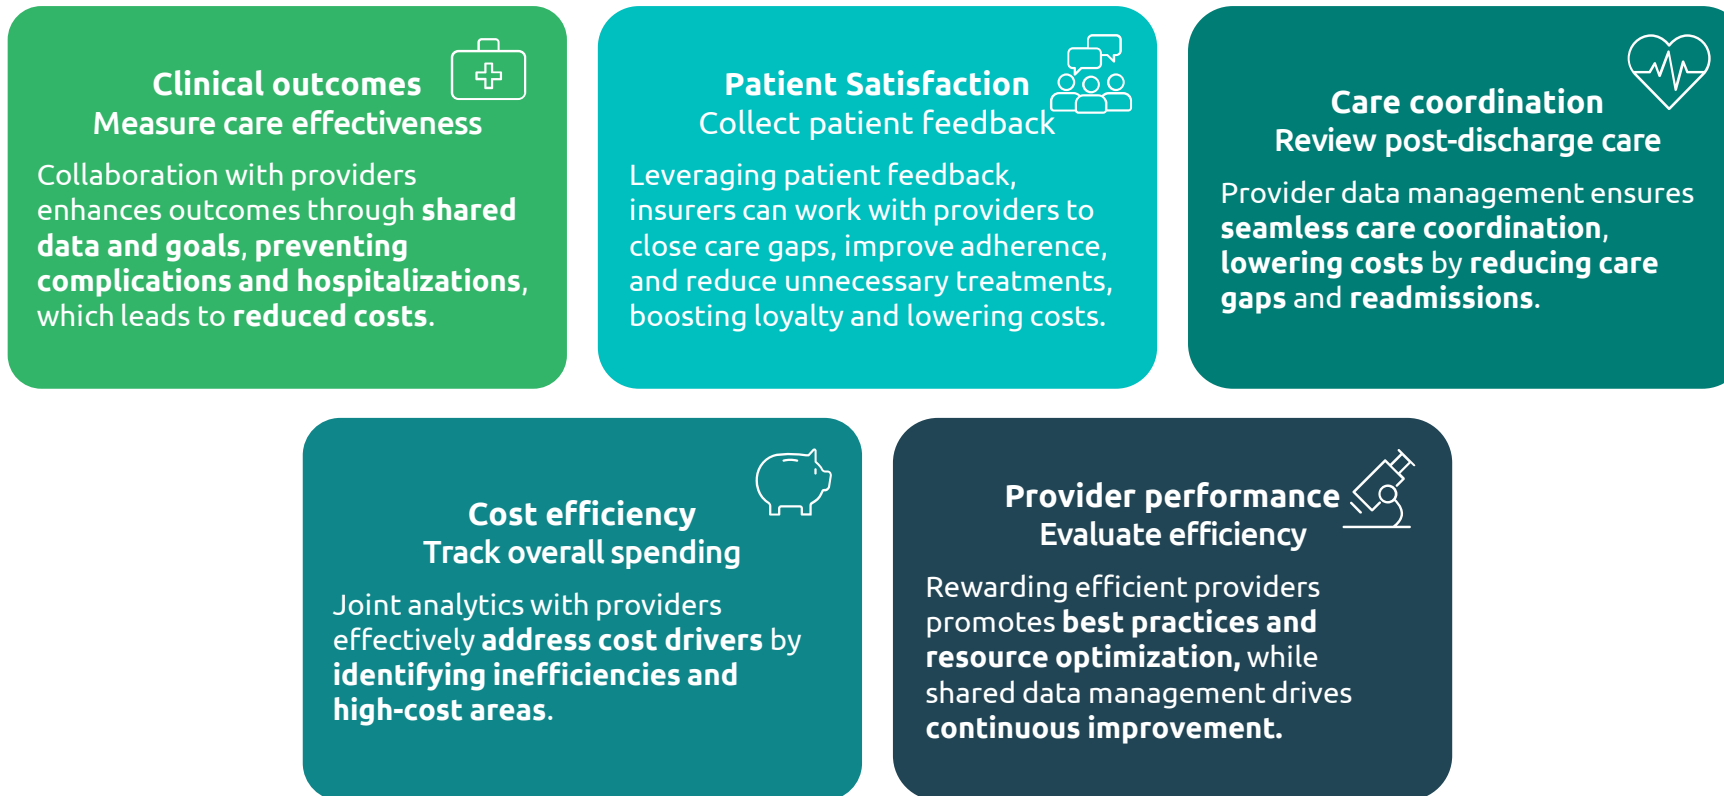 Clinical outcomes
Measure care effectiveness
Collaboration with providers
enhances outcomes through shared
data and goals, preventing
complications and hospitalizations,
which leads to reduced costs.
Patient Satisfaction
Collect patient feedback
Leveraging patient feedback,
insurers can work with providers to
close care gaps, improve adherence,
and reduce unnecessary treatments,
boosting loyalty and lowering costs.
Care coordination
Review post-discharge care
Provider data management ensures
seamless care coordination,
lowering costs by reducing care
gaps and readmissions.
Cost efficiency
Track overall spending
Joint analytics with providers
effectively address cost drivers by
identifying inefficiencies and
high-cost areas.
Provider performance
Evaluate efficiency
Rewarding efficient providers
promotes best practices and
resource optimization, while
shared data management drives
continuous improvement.